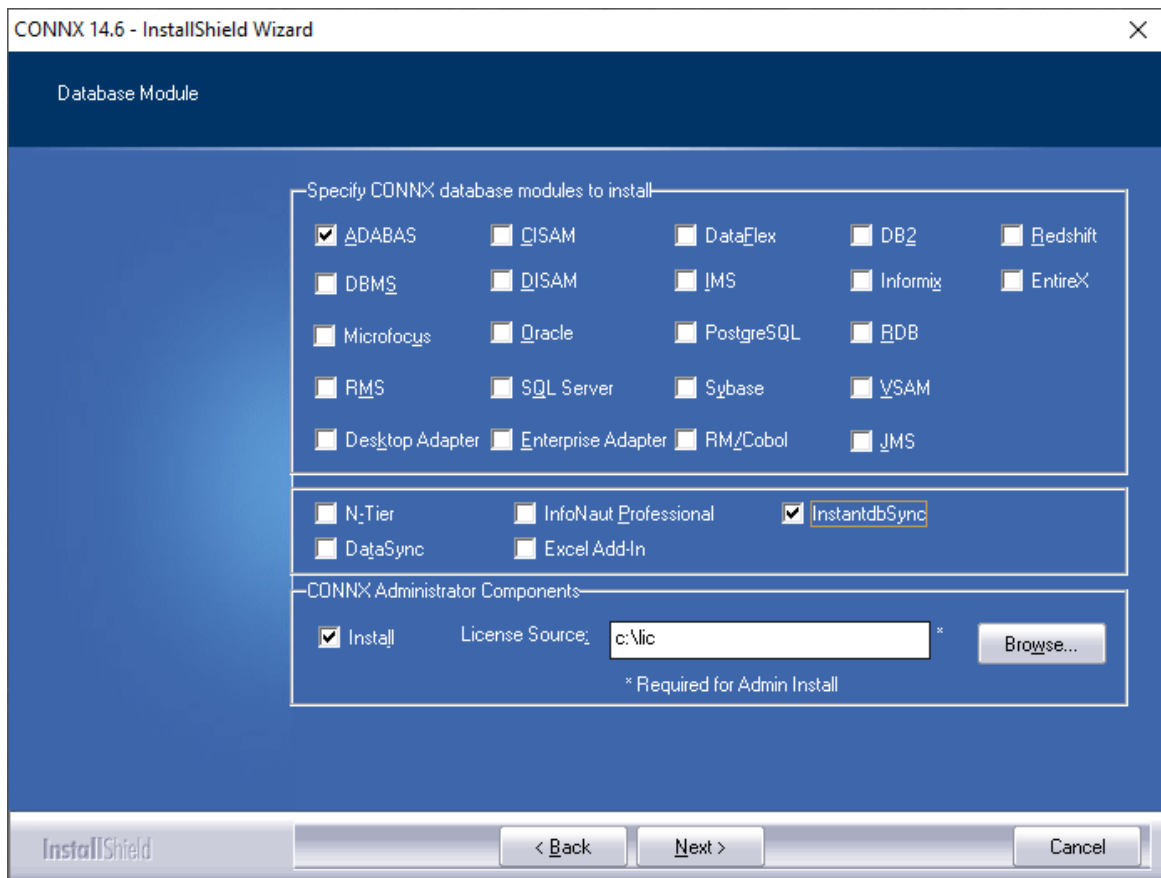 CONNX 14.6 - InstallShield Wizard
Database Module
Specify CONNX database modules to install
ADABAS CISAM DataFlex DB2 Redshift
DBMS DISAM IMS Informix EntireX
Microfocus Oracle PostgreSQL RDB
RMS SQL Server Sybase VSAM
Desktop Adapter Enterprise Adapter RM/Cobol JMS
N-Tier InfoNaut Professional InstantdbSync
DataSync Excel Add-In
CONNX Administrator Components
Install License Source: c:\lic * Browse...
* Required for Admin Install
InstallShield < Back Next > Cancel